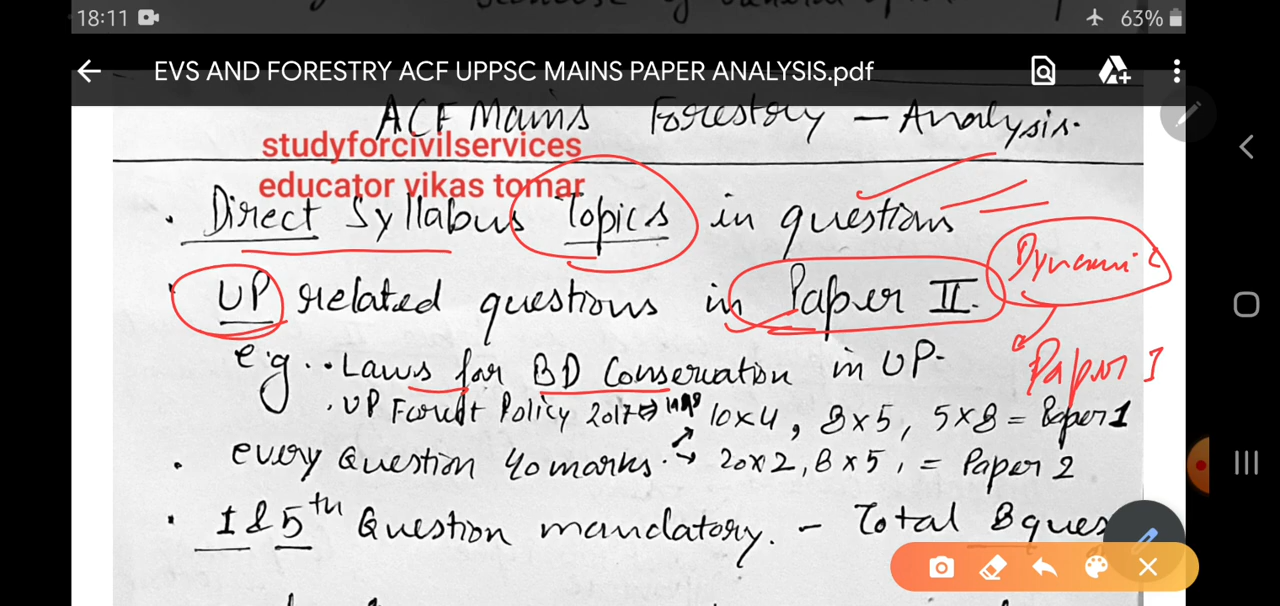 18:11 63%
EVS AND FORESTRY ACF UPPSC MAINS PAPER ANALYSIS.pdf
ACF Mains Forestry - Analysis.
studyforcivilservices
educator vikas tomar
· Direct Syllabus Topics in question
Dynamic
· UP related questions in Paper II.
Paper I
e.g. · Laws for BD Conservation in UP.
· UP Forest Policy 2017 10x4, 8x5, 5x8 = Paper 1
· every Question 40 marks. → 20x2, 8x5, = Paper 2
· I & 5th Question mandatory. - Total 8 ques